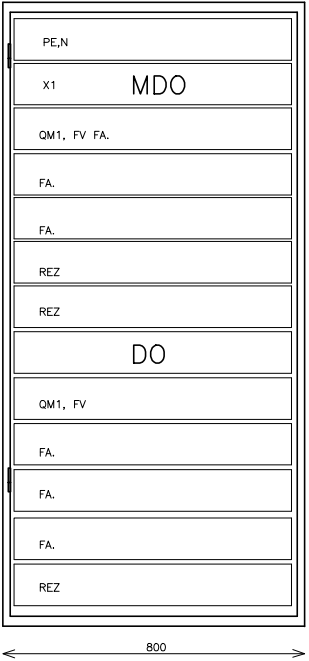 PE,N
X1 MDO
QM1, FV FA.
FA.
FA.
REZ
REZ
DO
QM1, FV
FA.
FA.
FA.
REZ
800